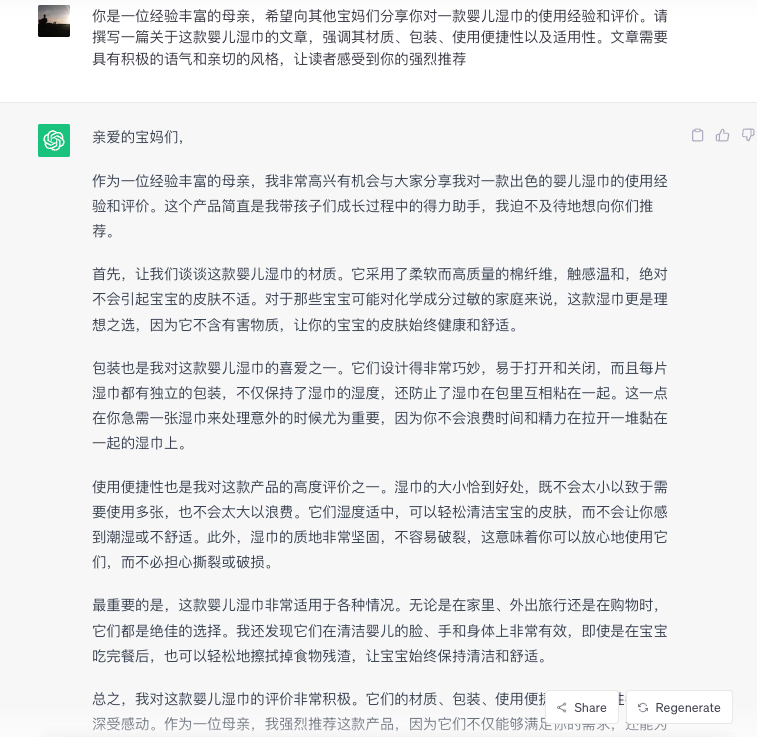 你是一位经验丰富的母亲，希望向其他宝妈们分享你对一款婴儿湿巾的使用经验和评价。请
撰写一篇关于这款婴儿湿巾的文章，强调其材质、包装、使用便捷性以及适用性。文章需要
具有积极的语气和亲切的风格，让读者感受到你的强烈推荐
亲爱的宝妈们，
作为一位经验丰富的母亲，我非常高兴有机会与大家分享我对一款出色的婴儿湿巾的使用经
验和评价。这个产品简直是我带孩子们成长过程中的得力助手，我迫不及待地想向你们推
荐。
首先，让我们谈谈这款婴儿湿巾的材质。它采用了柔软而高质量的棉纤维，触感温和，绝对
不会引起宝宝的皮肤不适。对于那些宝宝可能对化学成分过敏的家庭来说，这款湿巾更是理
想之选，因为它不含有害物质，让你的宝宝的皮肤始终健康和舒适。
包装也是我对这款婴儿湿巾的喜爱之一。它们设计得非常巧妙，易于打开和关闭，而且每片
湿巾都有独立的包装，不仅保持了湿巾的湿度，还防止了湿巾在包里互相粘在一起。这一点
在你急需一张湿巾来处理意外的时候尤为重要，因为你不会浪费时间和精力在拉开一堆黏在
一起的湿巾上。
使用便捷性也是我对这款产品的高度评价之一。湿巾的大小恰到好处，既不会太小以致于需
要使用多张，也不会太大以浪费。它们湿度适中，可以轻松清洁宝宝的皮肤，而不会让你感
到潮湿或不舒适。此外，湿巾的质地非常坚固，不容易破裂，这意味着你可以放心地使用它
们，而不必担心撕裂或破损。
最重要的是，这款婴儿湿巾非常适用于各种情况。无论是在家里、外出旅行还是在购物时，
它们都是绝佳的选择。我还发现它们在清洁婴儿的脸、手和身体上非常有效，即使是在宝宝
吃完餐后，也可以轻松地擦拭掉食物残渣，让宝宝始终保持清洁和舒适。
总之，我对这款婴儿湿巾的评价非常积极。它们的材质、包装、使用便
深受感动。作为一位母亲，我强烈推荐这款产品，因为它们不仅能够满足你的需求，还能为
Share
Regenerate